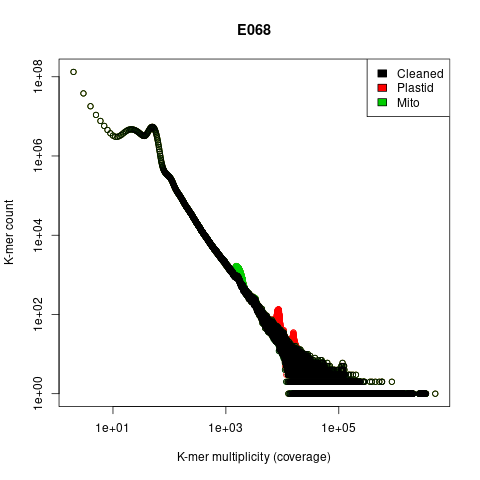 E068
Cleaned
Plastid
Mito
1e+08
1e+06
1e+04
1e+02
1e+00
K-mer count
1e+01
1e+03
1e+05
K-mer multiplicity (coverage)